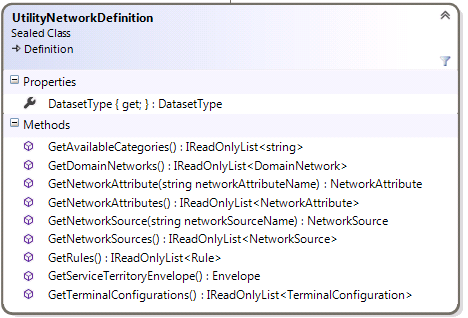 UtilityNetworkDefinition
Sealed Class
Definition
Properties
DatasetType { get; } : DatasetType
Methods
GetAvailableCategories() : IReadOnlyList<string>
GetDomainNetworks() : IReadOnlyList<DomainNetwork>
GetNetworkAttribute(string networkAttributeName) : NetworkAttribute
GetNetworkAttributes() : IReadOnlyList<NetworkAttribute>
GetNetworkSource(string networkSourceName) : NetworkSource
GetNetworkSources() : IReadOnlyList<NetworkSource>
GetRules() : IReadOnlyList<Rule>
GetServiceTerritoryEnvelope() : Envelope
GetTerminalConfigurations() : IReadOnlyList<TerminalConfiguration>